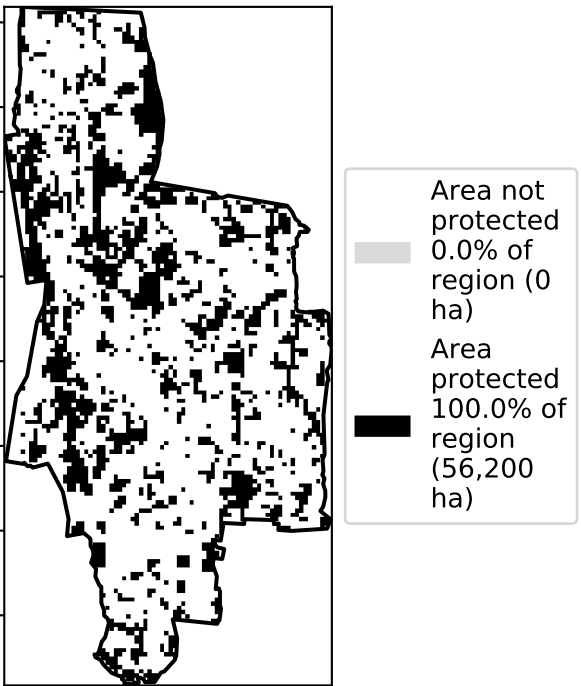 Area not
protected
0.0% of
region (0
ha)
Area
protected
100.0% of
region
(56,200
ha)